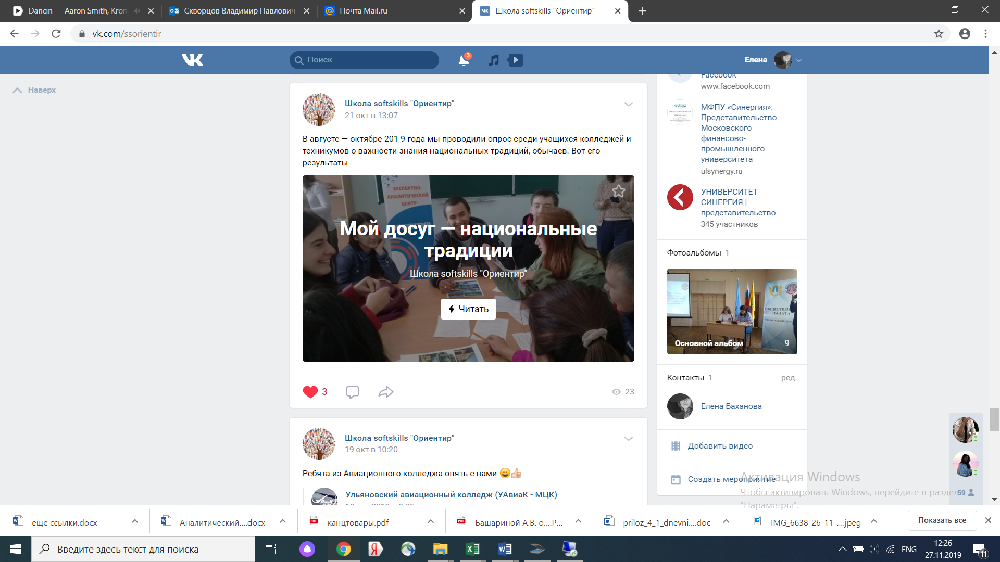 Dancin — Aaron Smith, Kron
Скворцов Владимир Павлович
Почта Mail.ru
Школа softskills "Ориентир"
vk.com/ssorientir
Поиск
3
Елена
Наверх
Школа softskills "Ориентир"
21 окт в 13:07
В августе — октябре 201 9 года мы проводили опрос среди учащихся колледжей и
техникумов о важности знания национальных традиций, обычаев. Вот его
результаты
ЭКСПЕРТНО-
АНАЛИТИЧЕСКИЙ
ЦЕНТР
Мой досуг — национальные
традиции
Школа softskills "Ориентир"
Читать
3
23
Школа softskills "Ориентир"
19 окт в 10:20
Ребята из Авиационного колледжа опять с нами 😄👍🏻
Ульяновский авиационный колледж (УАвиаК - МЦК)
Facebook
www.facebook.com
МФПУ «Синергия».
Представительство
Московского
финансово-
промышленного
университета
ulsynergy.ru
УНИВЕРСИТЕТ
СИНЕРГИЯ |
представительство
345 участников
Фотоальбомы 1
ОБЩЕСТВЕН
ПАЛАТА
Основной альбом 9
Контакты 1 ред.
Елена Баханова
Добавить видео
Создать мероприятие
Активация Windows
Чтобы активировать Windows, перейдите в раздел
"Параметры".
59
еще ссылки.docx
Аналитический....docx
канцтовары.pdf
Башариной А.В. о....P...
priloz_4_1_dnevni....doc
IMG_6638-26-11-....jpeg
Показать все
Введите здесь текст для поиска
ENG
12:26
27.11.2019
11